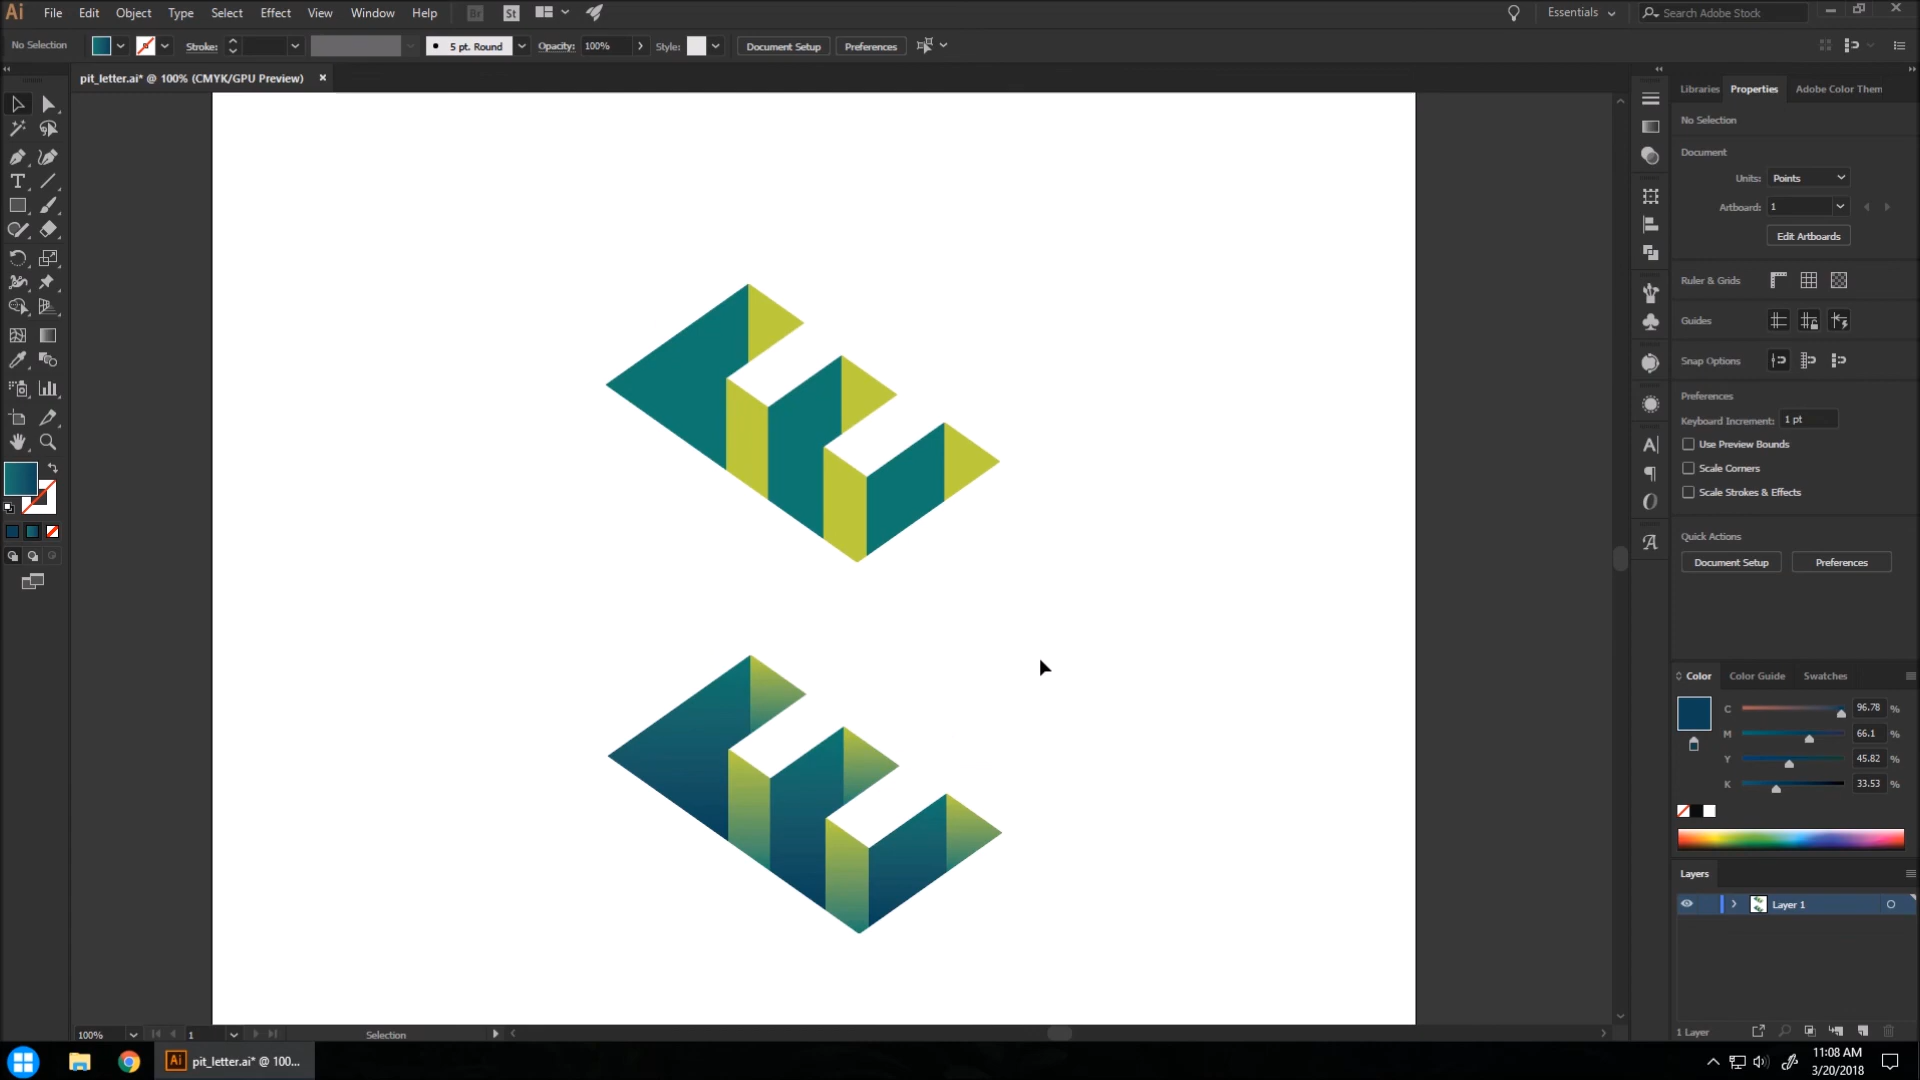 Ai File Edit Object Type Select Effect View Window Help Br St Essentials Search Adobe Stock
No Selection Stroke: 5 pt. Round Opacity: 100% Style: Document Setup Preferences
pit_letter.ai* @ 100% (CMYK/GPU Preview)
Libraries Properties Adobe Color Them
No Selection
Document
Units: Points
Artboard: 1
Edit Artboards
Ruler & Grids
Guides
Snap Options
Preferences
Keyboard Increment: 1 pt
Use Preview Bounds
Scale Corners
Scale Strokes & Effects
Quick Actions
Document Setup Preferences
Color Color Guide Swatches
C 96.78 %
M 66.1 %
Y 45.82 %
K 33.53 %
Layers
Layer 1
1 Layer
100% 1 Selection
Ai pit_letter.ai* @ 100...
11:08 AM
3/20/2018